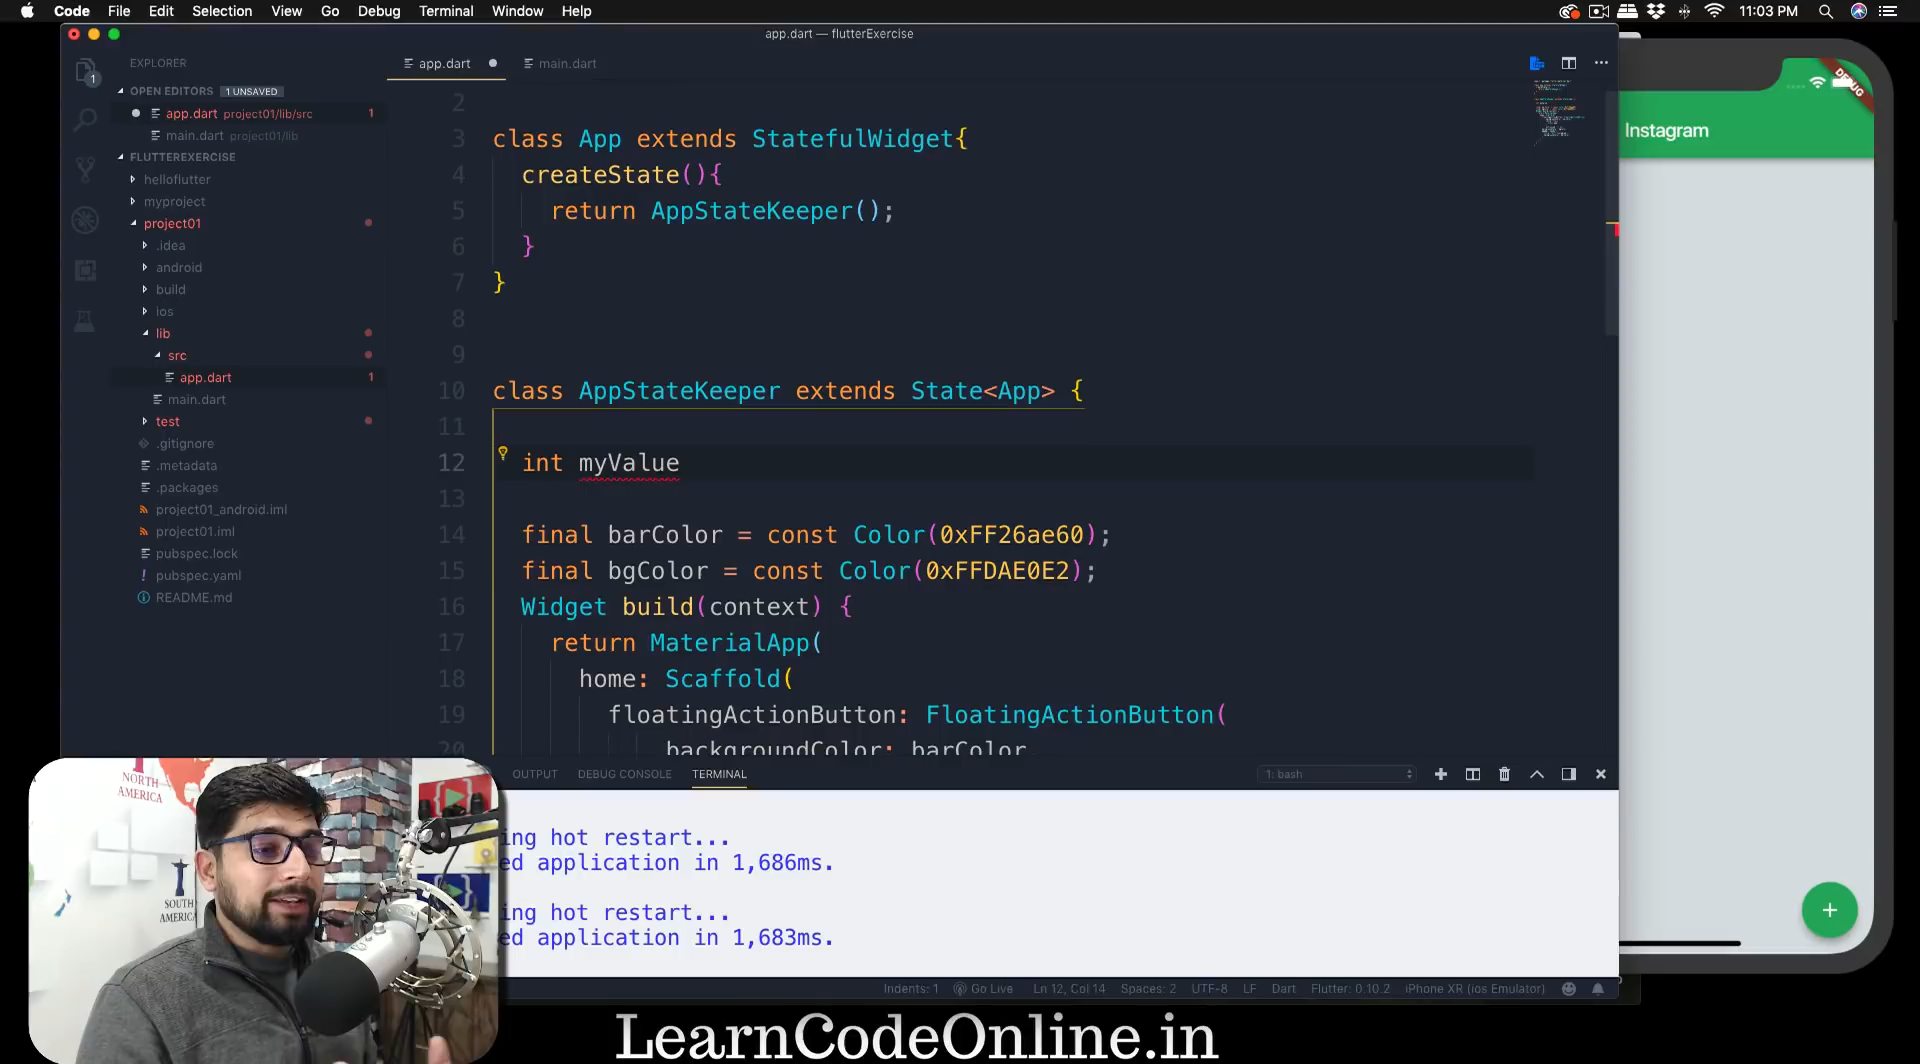 Code File Edit Selection View Go Debug Terminal Window Help
11:03 PM
app.dart — flutterExercise
EXPLORER
OPEN EDITORS 1 UNSAVED
app.dart project01/lib/src 1
main.dart project01/lib
FLUTTEREXERCISE
helloflutter
myproject
project01
.idea
android
build
ios
lib
src
app.dart 1
main.dart
test
.gitignore
.metadata
.packages
project01_android.iml
project01.iml
pubspec.lock
pubspec.yaml
README.md
1
app.dart main.dart
2
3 class App extends StatefulWidget{
4 createState(){
5 return AppStateKeeper();
6 }
7 }
8
9
10 class AppStateKeeper extends State<App> {
11
12 int myValue
13
14 final barColor = const Color(0xFF26ae60);
15 final bgColor = const Color(0xFFDAE0E2);
16 Widget build(context) {
17 return MaterialApp(
18 home: Scaffold(
19 floatingActionButton: FloatingActionButton(
20 backgroundColor: barColor,
OUTPUT DEBUG CONSOLE TERMINAL 1: bash
ing hot restart...
ed application in 1,686ms.
ing hot restart...
ed application in 1,683ms.
Indents: 1 Go Live Ln 12, Col 14 Spaces: 2 UTF-8 LF Dart Flutter: 0.10.2 iPhone XR (ios Emulator)
DEBUG
Instagram
+
NORTH
AMERICA
SOUTH
AMERICA
LearnCodeOnline.in